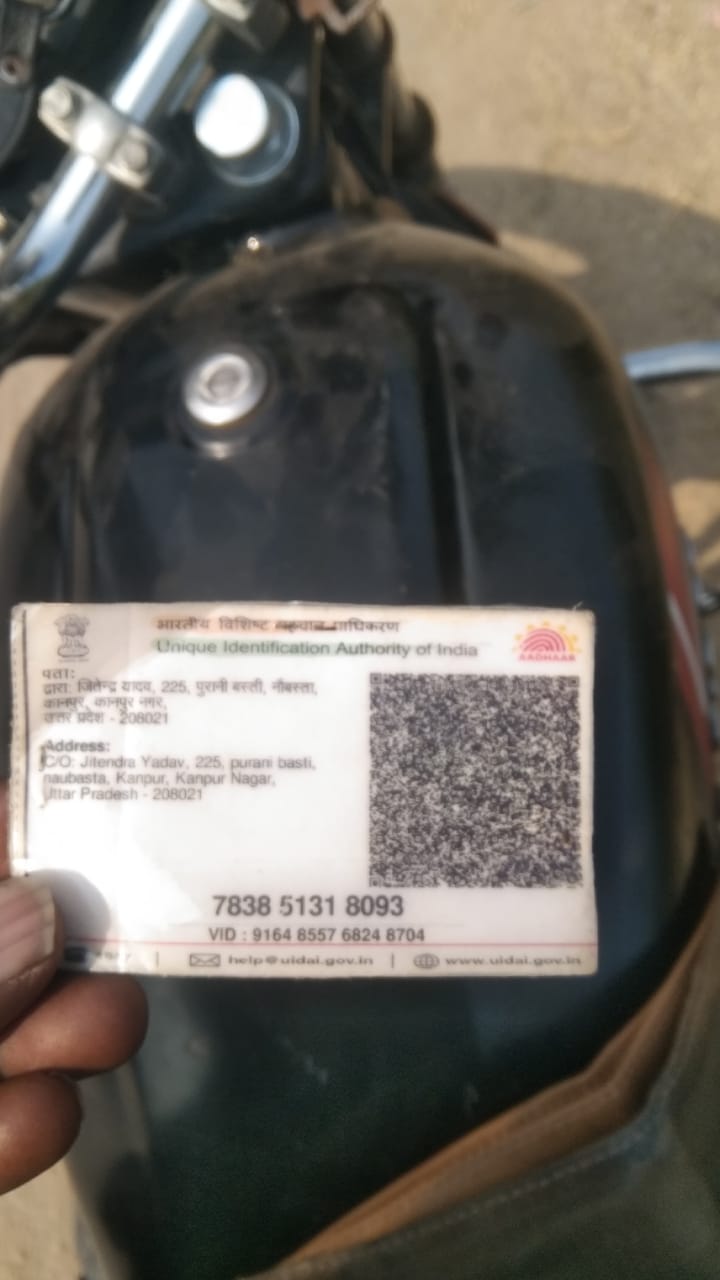 भारतीय विशिष्ट पहचान प्राधिकरण
Unique Identification Authority of India
AADHAAR
पता:
द्वारा: जितेन्द्र यादव, 225, पुरानी बस्ती, नौबस्ता,
कानपुर, कानपुर नगर,
उत्तर प्रदेश - 208021
Address:
C/O: Jitendra Yadav, 225, purani basti,
naubasta, Kanpur, Kanpur Nagar,
Uttar Pradesh - 208021
7838 5131 8093
VID : 9164 8557 6824 8704
help@uidai.gov.in | www.uidai.gov.in